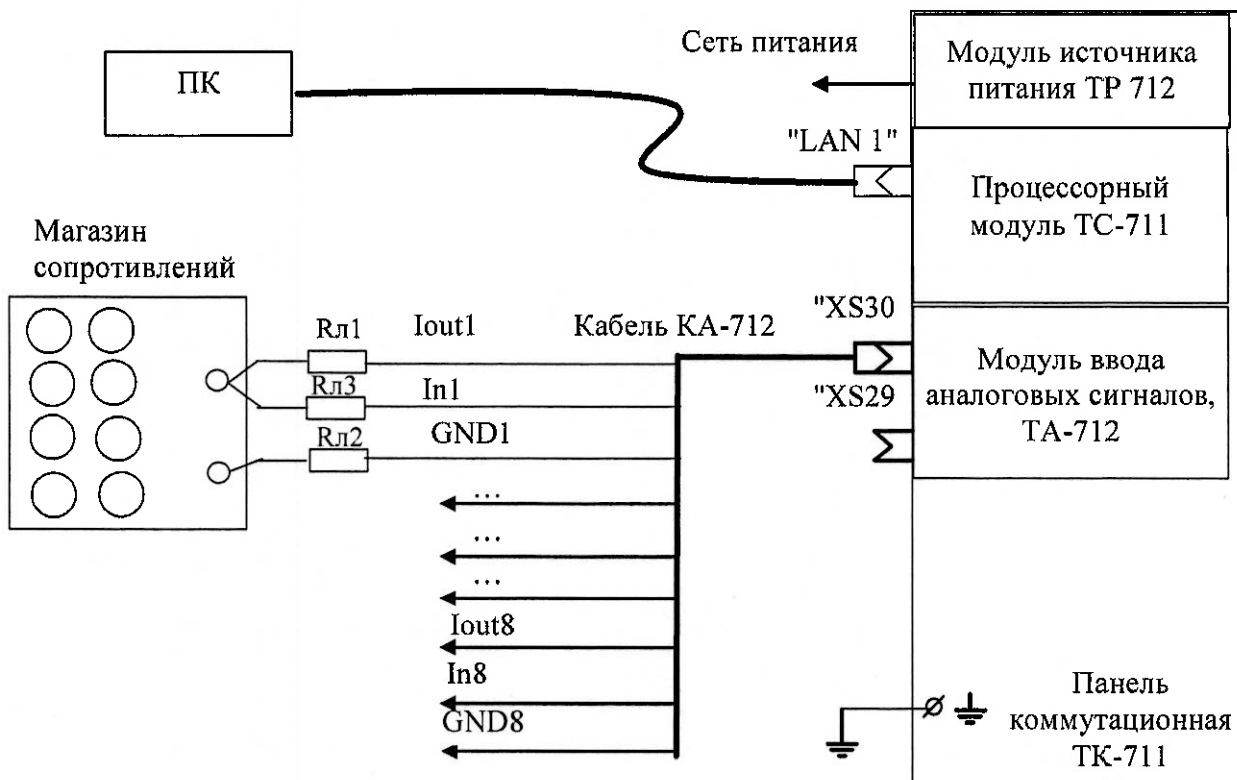 Сеть питания
Модуль источника
питания ТР 712
ПК
"LAN 1"
Процессорный
модуль ТС-711
Магазин
сопротивлений
"XS30
Rл1
Iout1
Кабель КА-712
Модуль ввода
аналоговых сигналов,
ТА-712
Rл3
In1
"XS29
Rл2
GND1
...
...
...
Iout8
In8
GND8
Панель
коммутационная
ТК-711